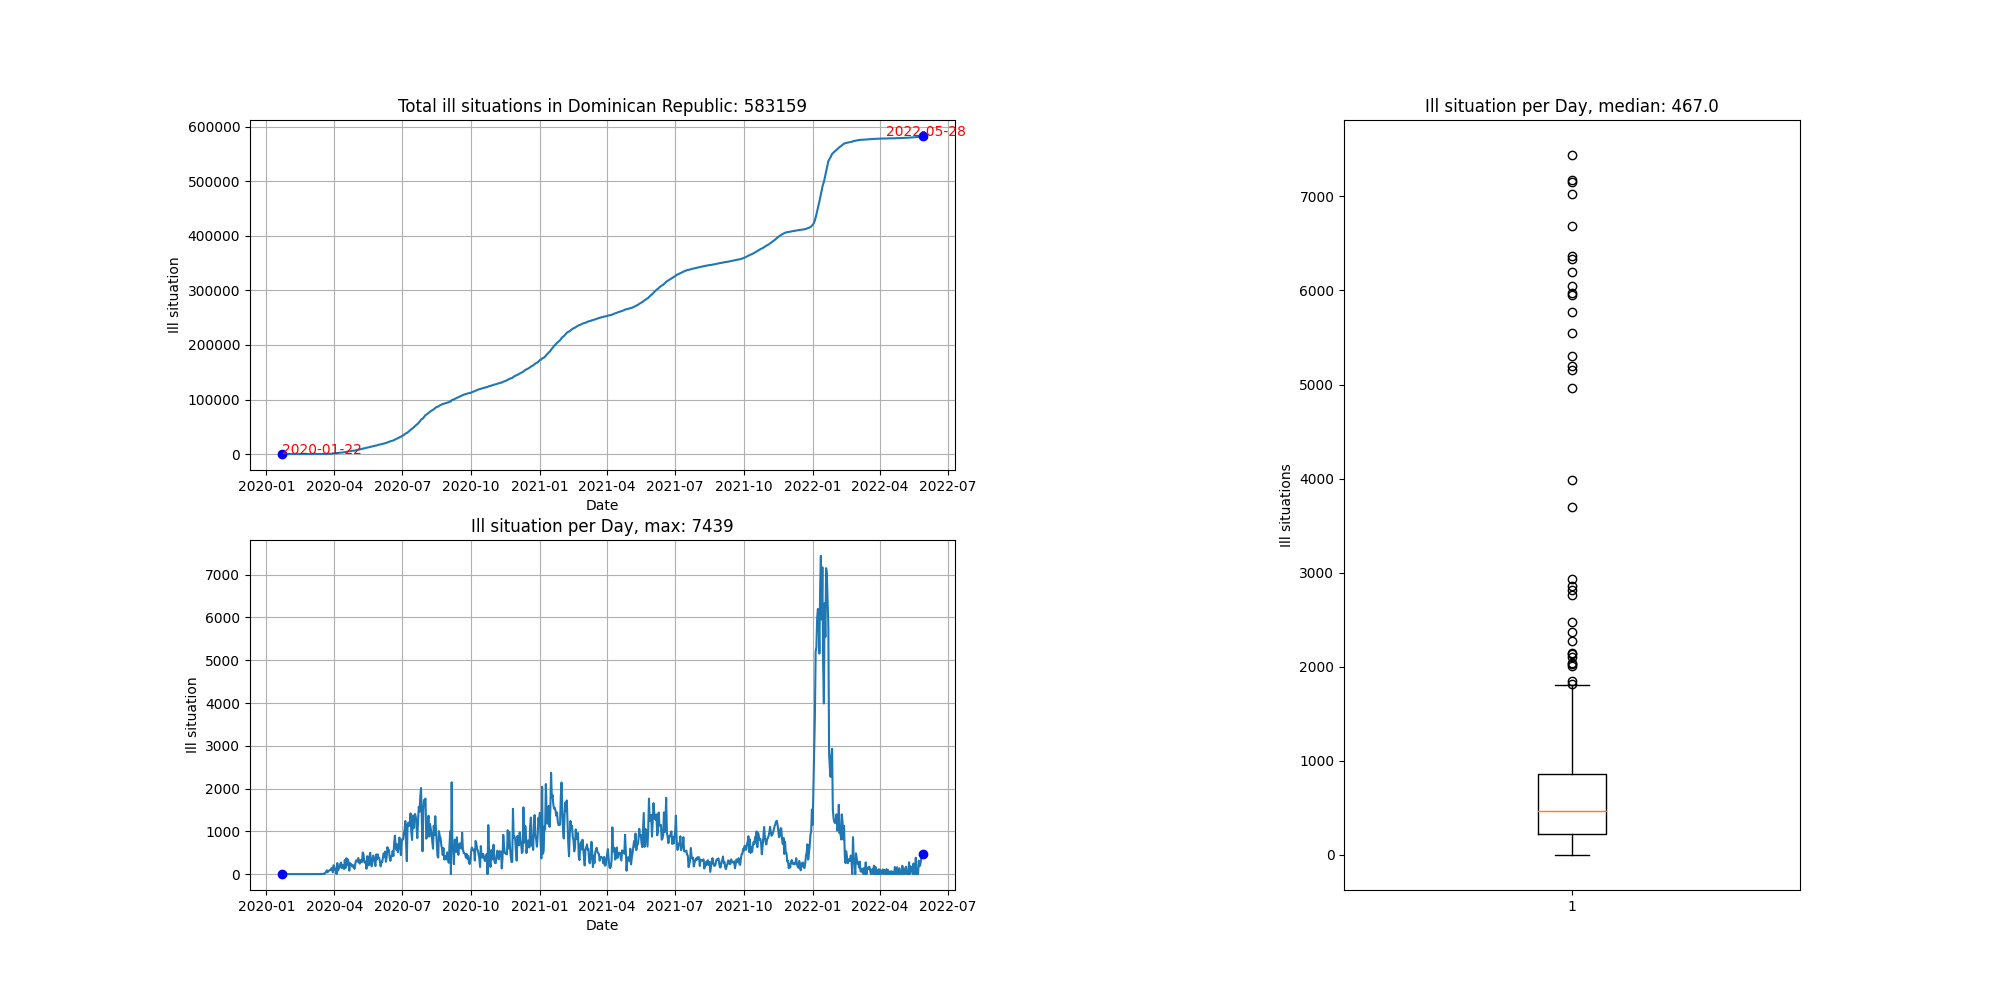 Total ill situations in Dominican Republic: 583159
600000
500000
400000
300000
200000
100000
0
Ill situation
2020-01-22
2022-05-28
2020-01 2020-04 2020-07 2020-10 2021-01 2021-04 2021-07 2021-10 2022-01 2022-04 2022-07
Date
Ill situation per Day, max: 7439
7000
6000
5000
4000
3000
2000
1000
0
Ill situation
2020-01 2020-04 2020-07 2020-10 2021-01 2021-04 2021-07 2021-10 2022-01 2022-04 2022-07
Date
Ill situation per Day, median: 467.0
7000
6000
5000
4000
3000
2000
1000
0
Ill situations
1